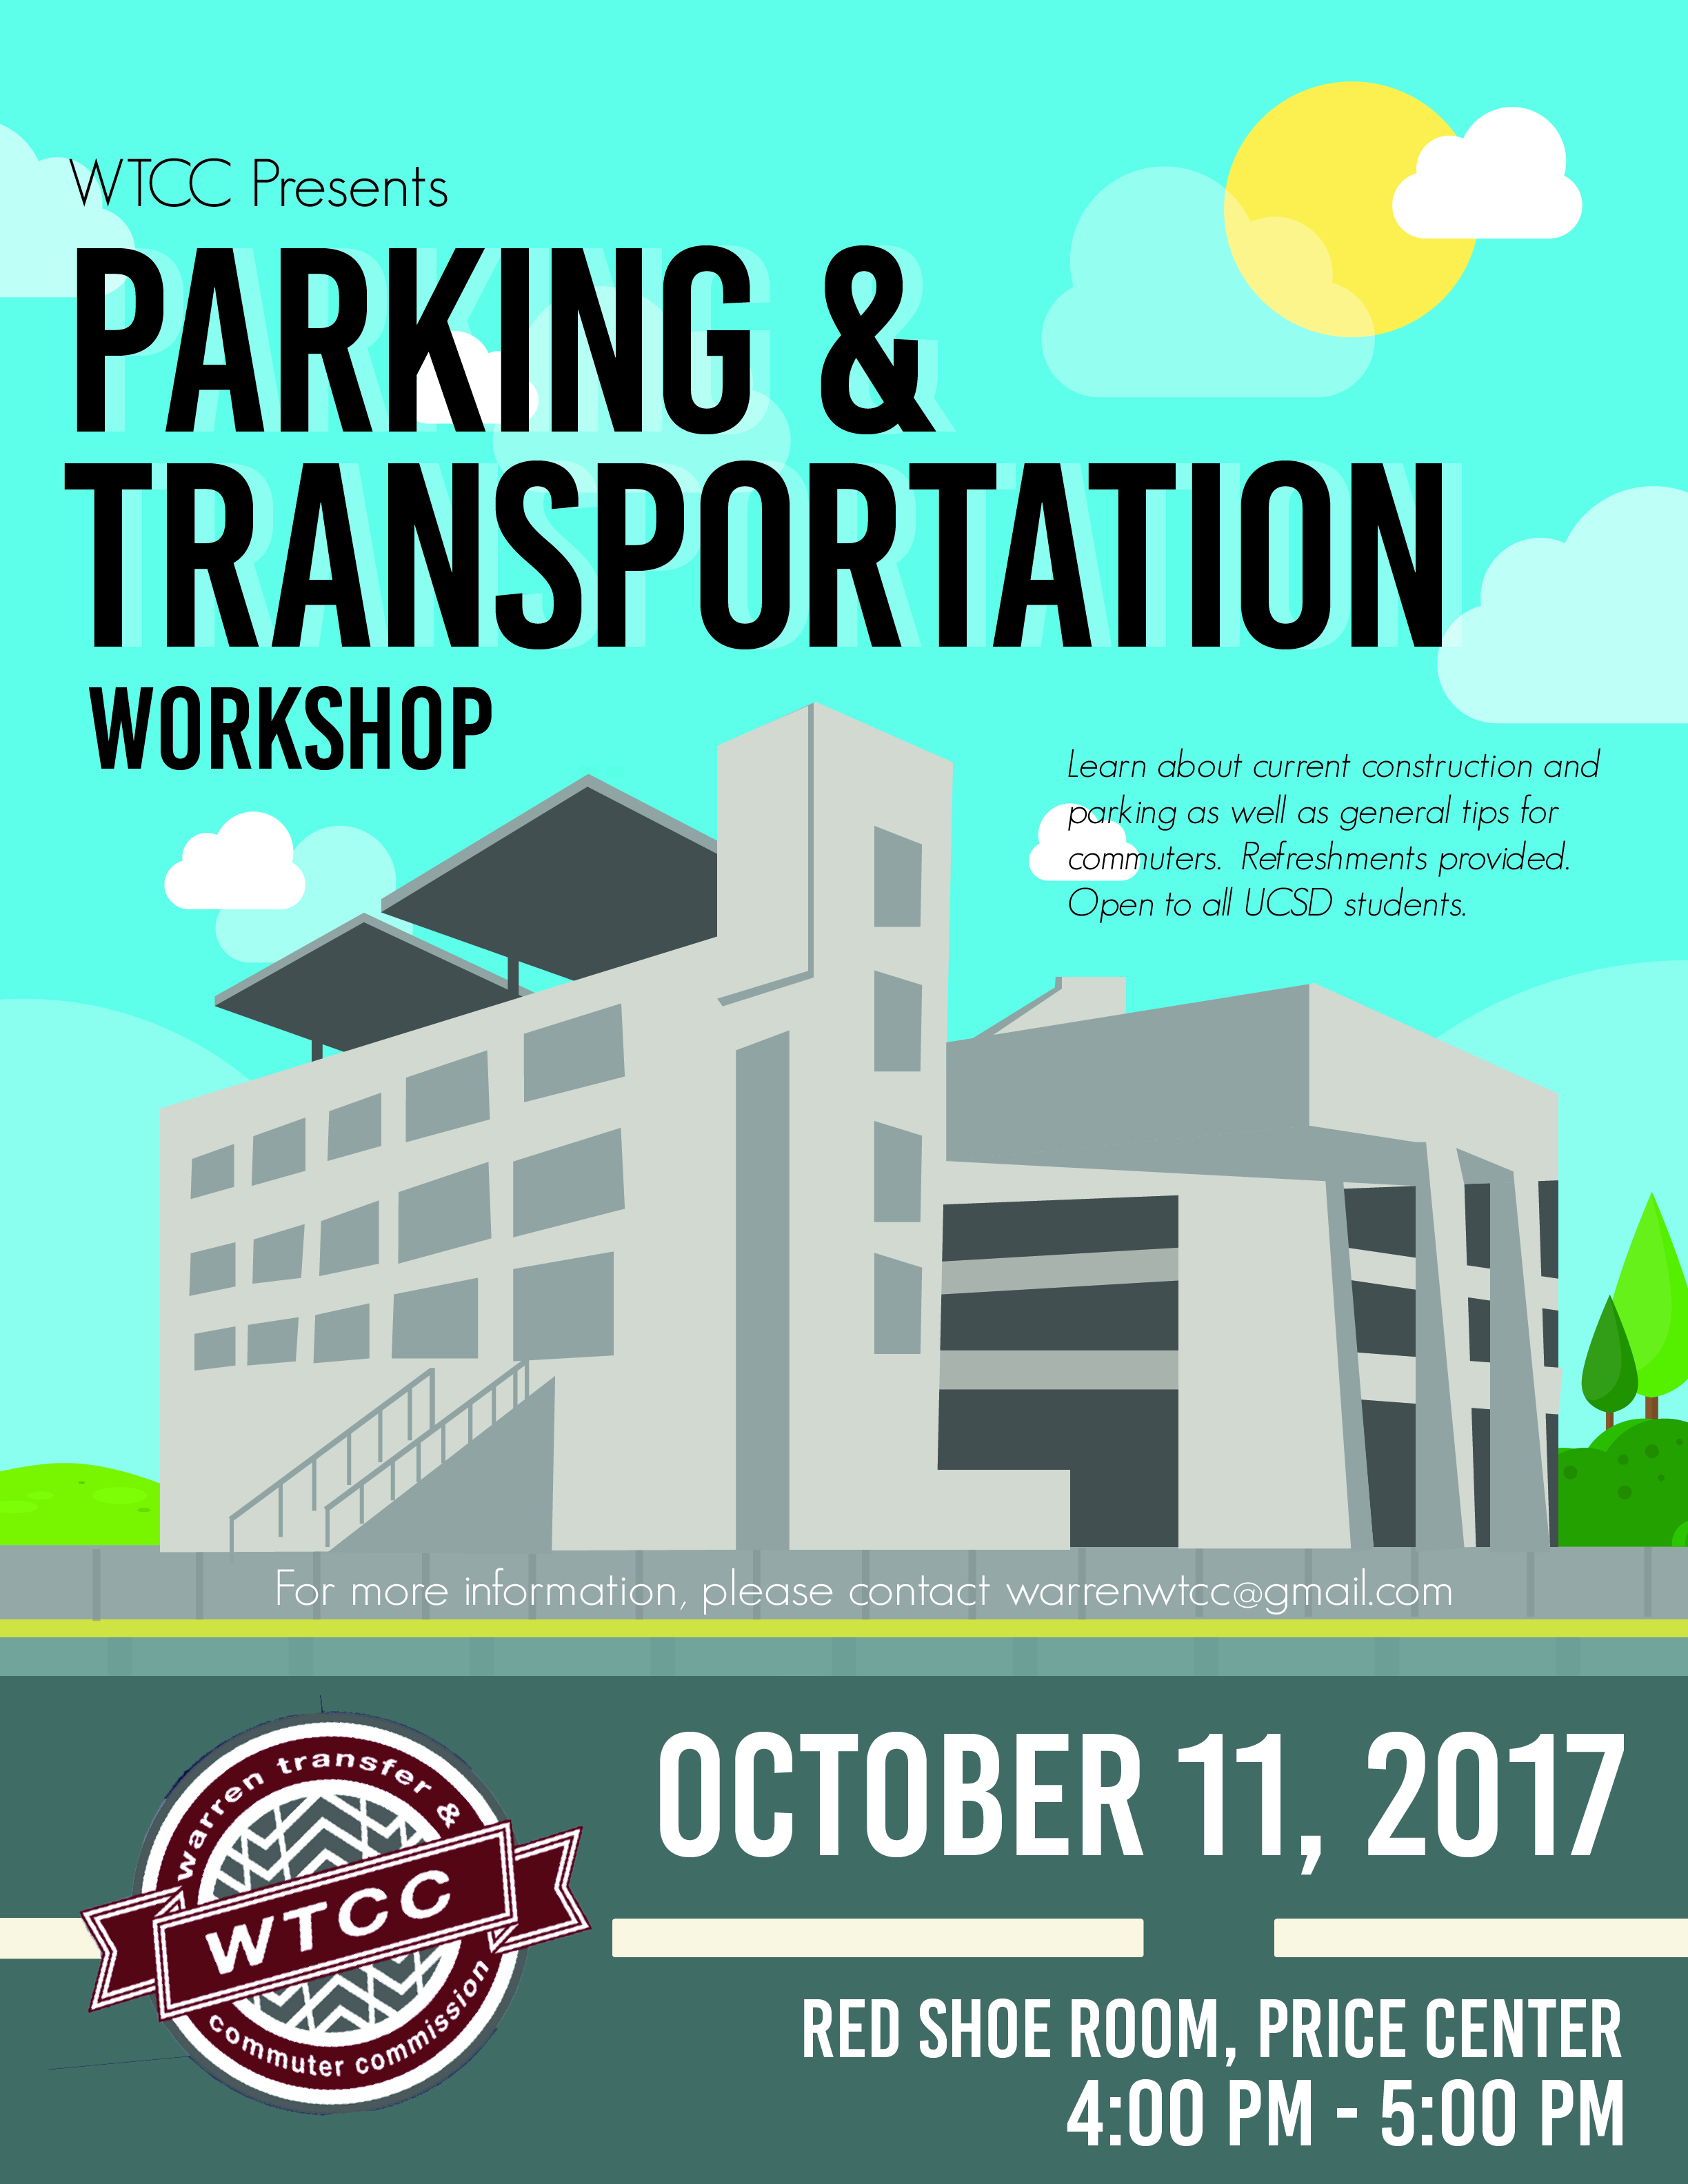 WTCC Presents
PARKING &
TRANSPORTATION
WORKSHOP
Learn about current construction and
parking as well as general tips for
commuters.  Refreshments provided.
Open to all UCSD students.
For more information, please contact warrenwtcc@gmail.com
warren transfer &
WTCC
commuter commission
OCTOBER 11, 2017
RED SHOE ROOM, PRICE CENTER
4:00 PM - 5:00 PM